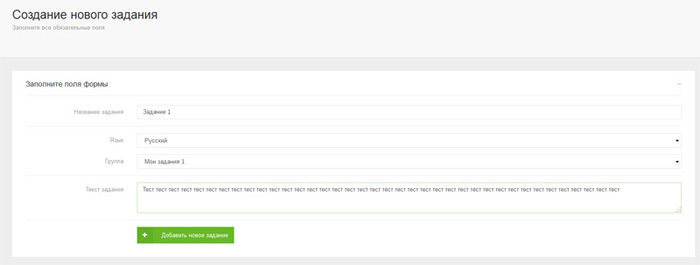 Создание нового задания
Заполните все обязательные поля.
Заполните поля формы
Название задания
Задание 1
Язык
Русский
Группа
Мои задания 1
Текст задания
Тест тест тест тест тест тест тест тест тест тест тест тест тест тест тест тест тест тест тест тест тест тест тест тест тест тест тест тест тест тест тест тест тест тест тест тест тест тест
Добавить новое задание